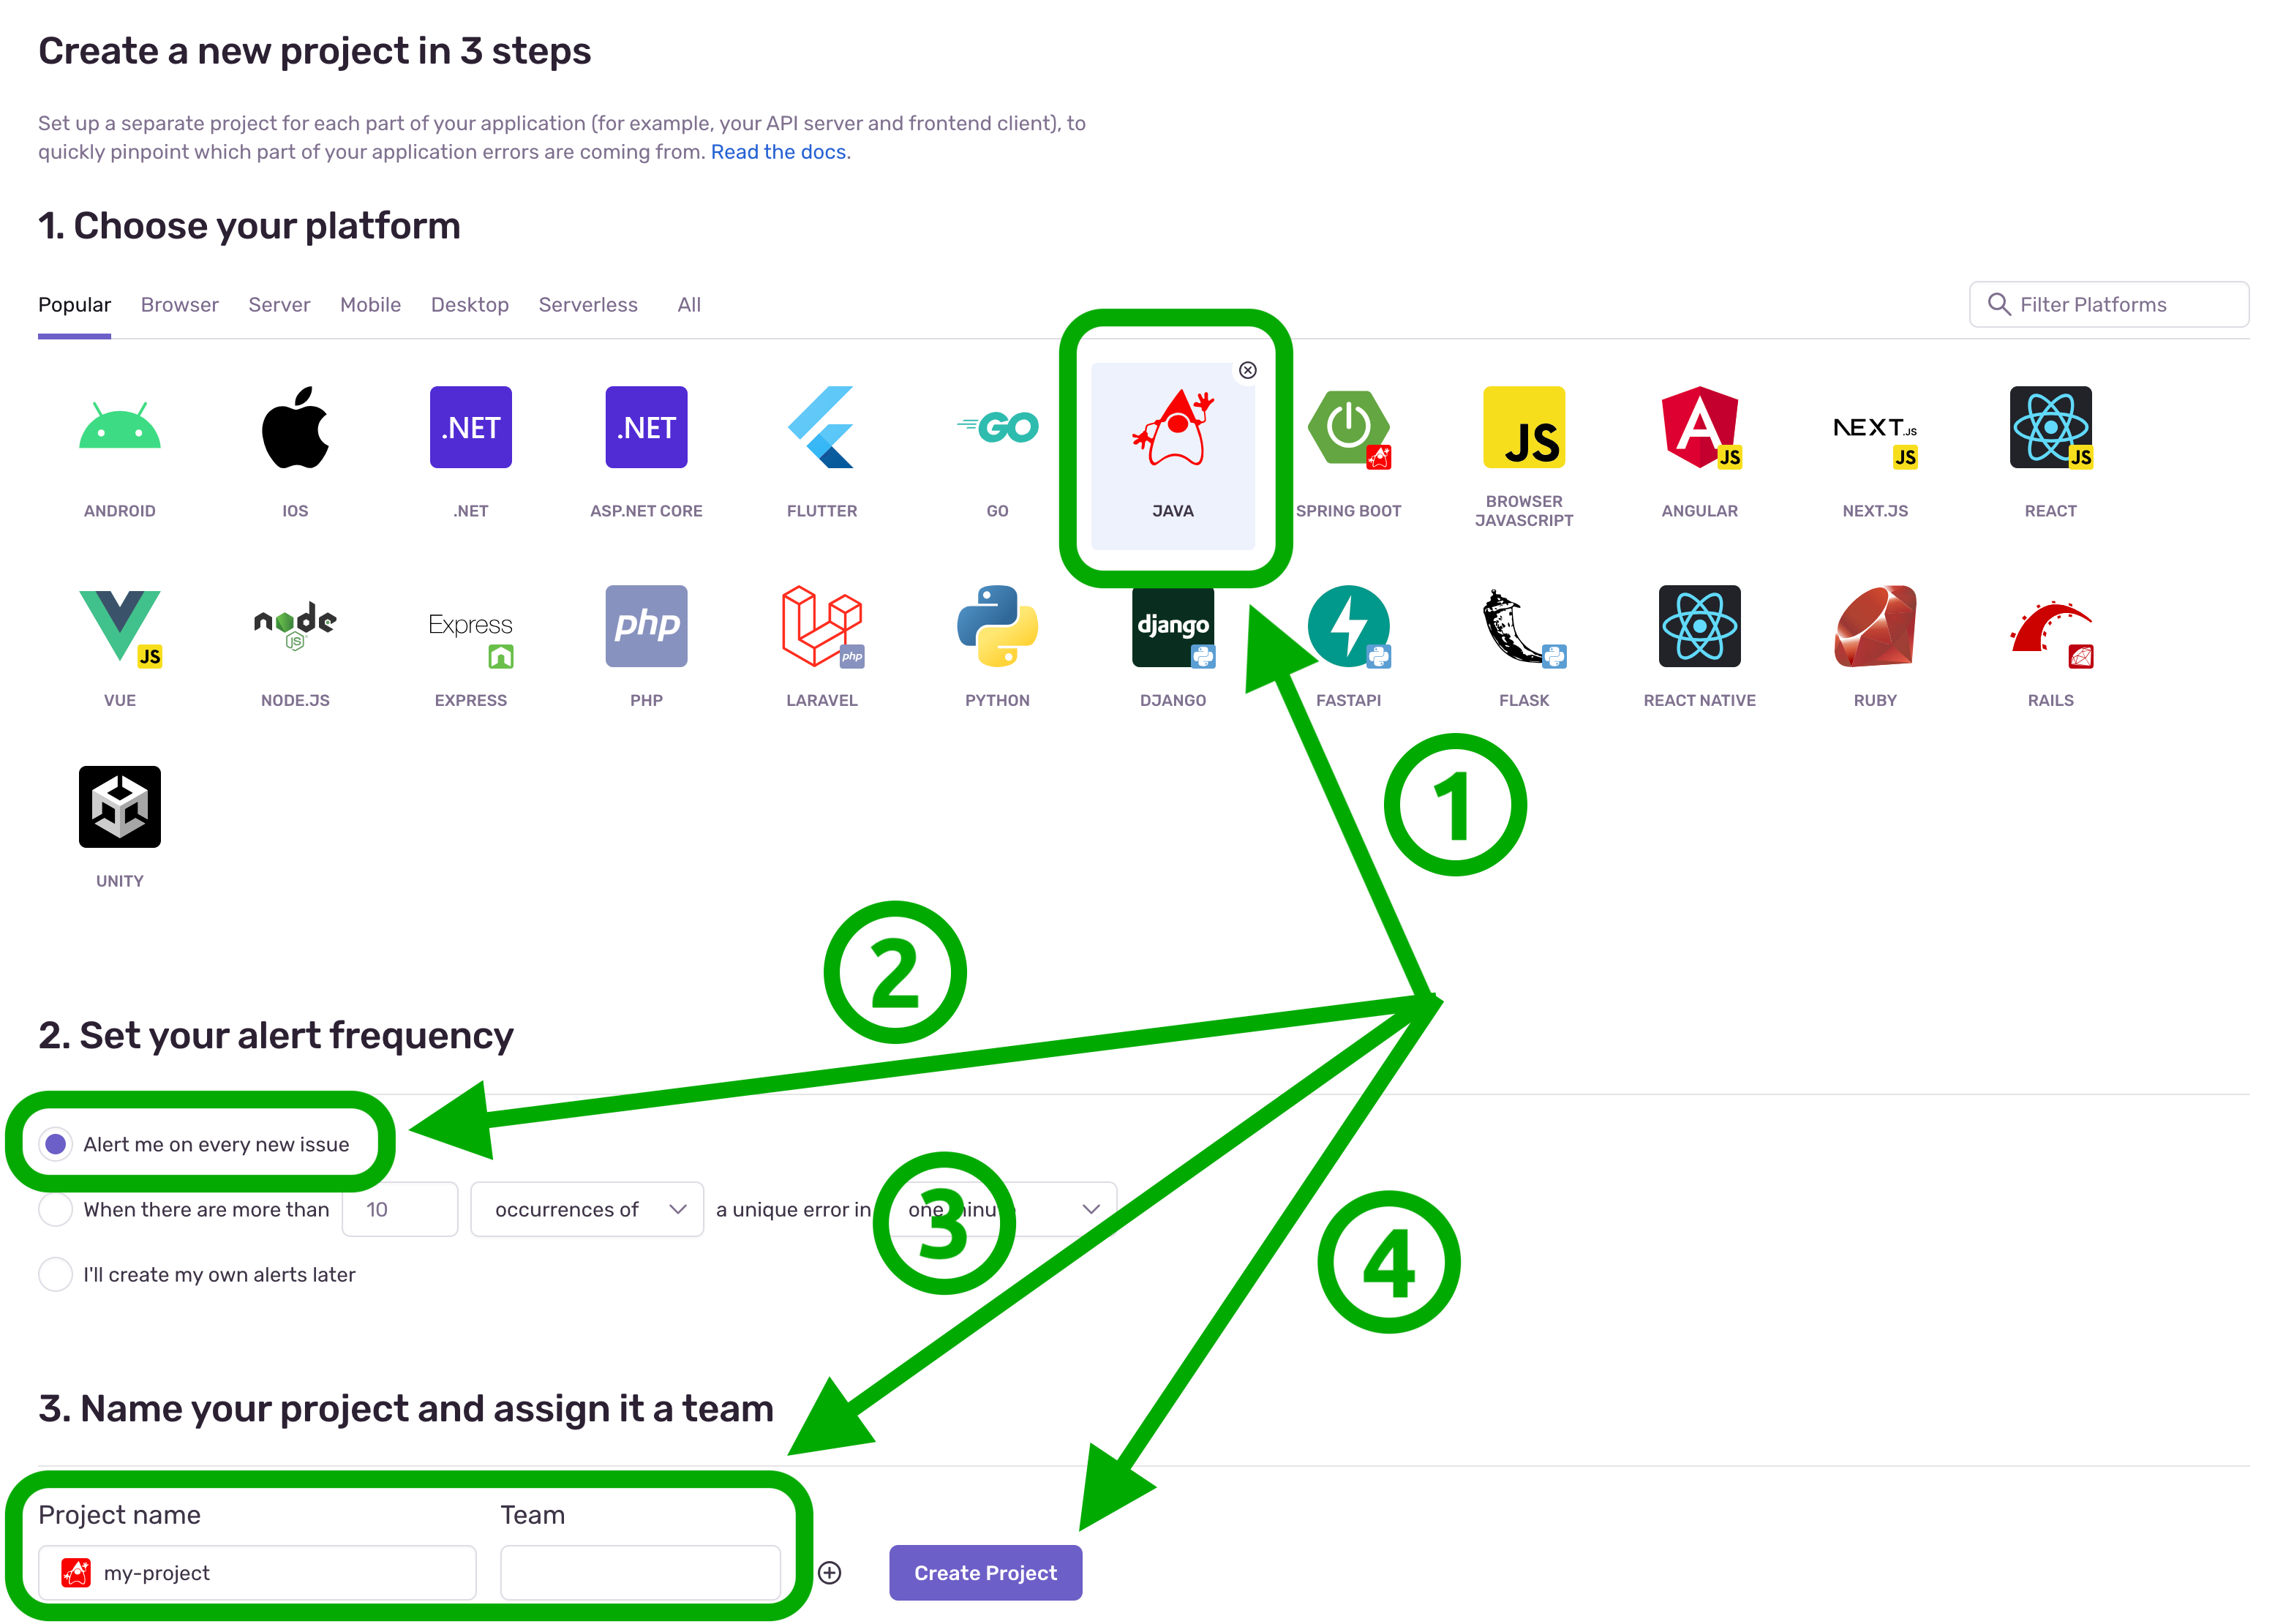 Create a new project in 3 steps
Set up a separate project for each part of your application (for example, your API server and frontend client), to
quickly pinpoint which part of your application errors are coming from. Read the docs.
1. Choose your platform
Popular Browser Server Mobile Desktop Serverless All
Filter Platforms
.NET .NET GO JS JS NEXT.JS JS JS
ANDROID IOS .NET ASP.NET CORE FLUTTER GO JAVA SPRING BOOT BROWSER JAVASCRIPT ANGULAR NEXT.JS REACT
JS node JS Express php php django
VUE NODE.JS EXPRESS PHP LARAVEL PYTHON DJANGO FASTAPI FLASK REACT NATIVE RUBY RAILS
1
UNITY
2
2. Set your alert frequency
Alert me on every new issue
When there are more than 10 occurrences of a unique error in one minute
3
4
I'll create my own alerts later
3. Name your project and assign it a team
Project name Team
my-project
Create Project